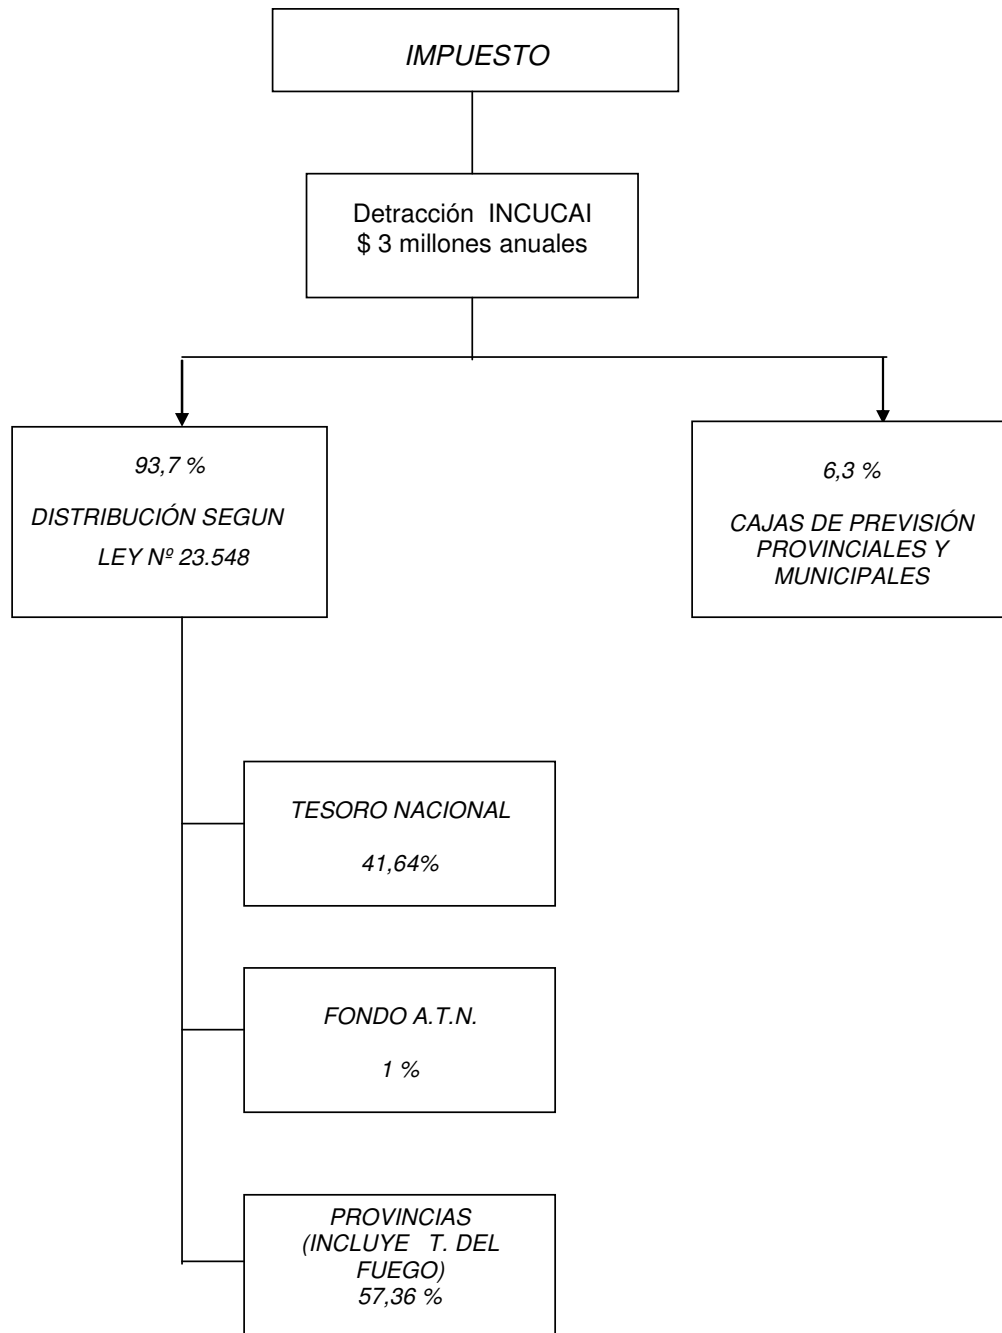 IMPUESTO
Detracción INCUCAI
$ 3 millones anuales
93,7 %
DISTRIBUCIÓN SEGUN
LEY Nº 23.548
6,3 %
CAJAS DE PREVISIÓN
PROVINCIALES Y
MUNICIPALES
TESORO NACIONAL
41,64%
FONDO A.T.N.
1 %
PROVINCIAS
(INCLUYE T. DEL
FUEGO)
57,36 %